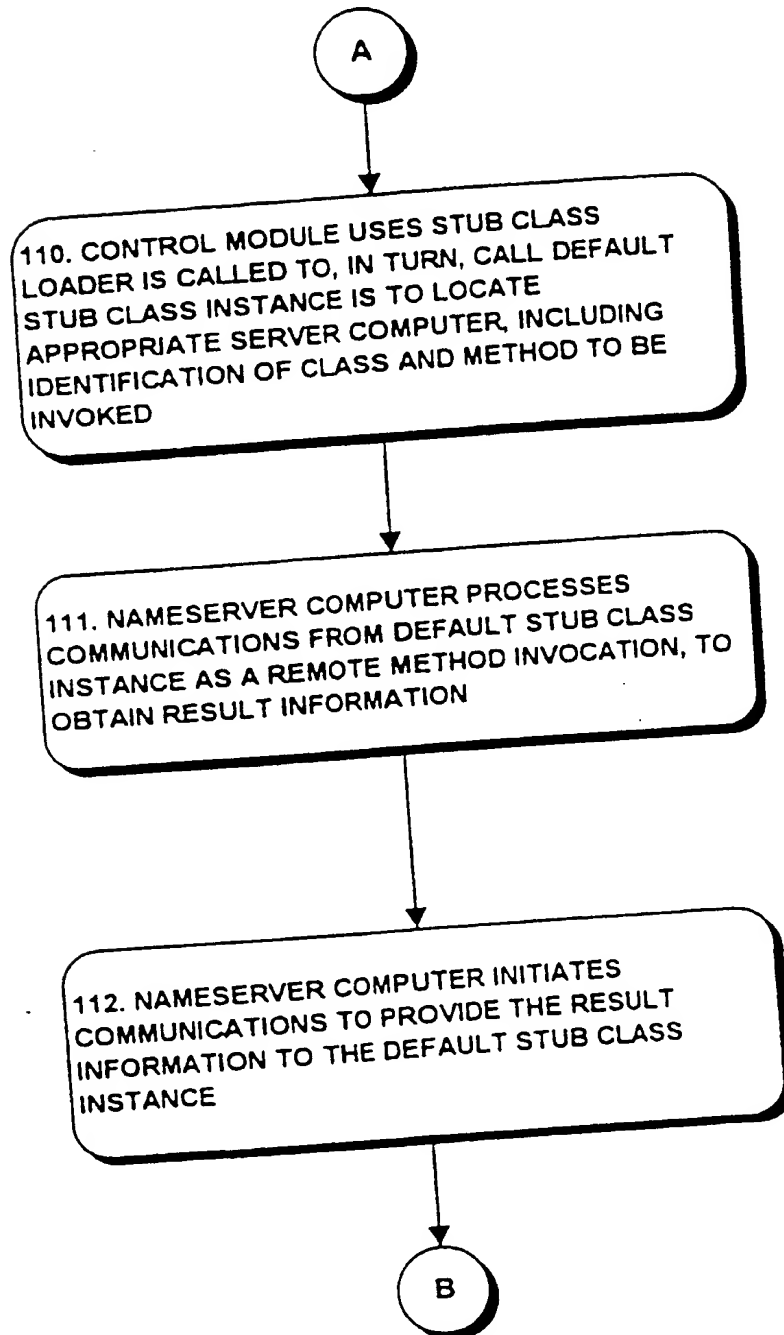 A
110. CONTROL MODULE USES STUB CLASS
LOADER IS CALLED TO, IN TURN, CALL DEFAULT
STUB CLASS INSTANCE IS TO LOCATE
APPROPRIATE SERVER COMPUTER, INCLUDING
IDENTIFICATION OF CLASS AND METHOD TO BE
INVOKED
111. NAMESERVER COMPUTER PROCESSES
COMMUNICATIONS FROM DEFAULT STUB CLASS
INSTANCE AS A REMOTE METHOD INVOCATION, TO
OBTAIN RESULT INFORMATION
112. NAMESERVER COMPUTER INITIATES
COMMUNICATIONS TO PROVIDE THE RESULT
INFORMATION TO THE DEFAULT STUB CLASS
INSTANCE
B